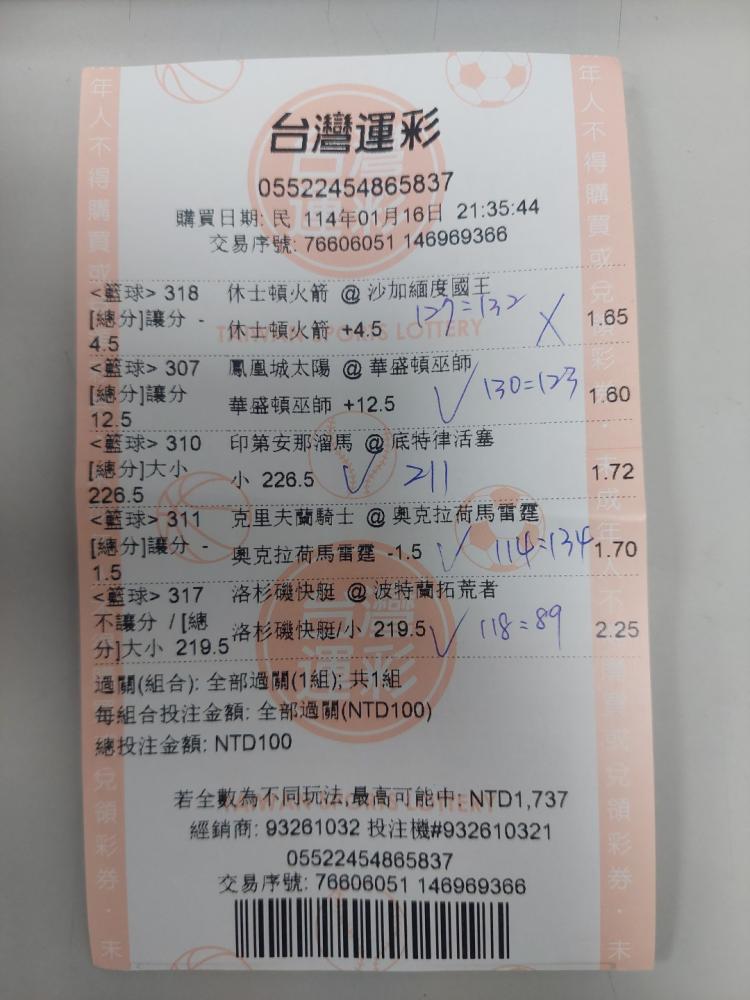 台灣運彩
05522454865837
購買日期: 民 114年01月16日 21:35:44
交易序號: 76606051 146969366
<籃球> 318 休士頓火箭 @ 沙加緬度國王
127=132
[總分]讓分 - 休士頓火箭 +4.5 X 1.65
4.5
TAIWAN SPORTS LOTTERY
<籃球> 307 鳳凰城太陽 @ 華盛頓巫師
130=123
[總分]讓分 華盛頓巫師 +12.5 ✓ 1.60
12.5
<籃球> 310 印第安那溜馬 @ 底特律活塞
[總分]大小 小 226.5 ✓ 211 1.72
226.5
<籃球> 311 克里夫蘭騎士 @ 奧克拉荷馬雷霆
[總分]讓分 - 奧克拉荷馬雷霆 -1.5 ✓ 114=134 1.70
1.5
<籃球> 317 洛杉磯快艇 @ 波特蘭拓荒者
不讓分 / [總 洛杉磯快艇/小 219.5 ✓ 118=89 2.25
分]大小 219.5
過關(組合): 全部過關(1組); 共1組
每組合投注金額: 全部過關(NTD100)
總投注金額: NTD100
若全數為不同玩法,最高可能中: NTD1,737
經銷商: 93261032 投注機#932610321
05522454865837
交易序號: 76606051 146969366